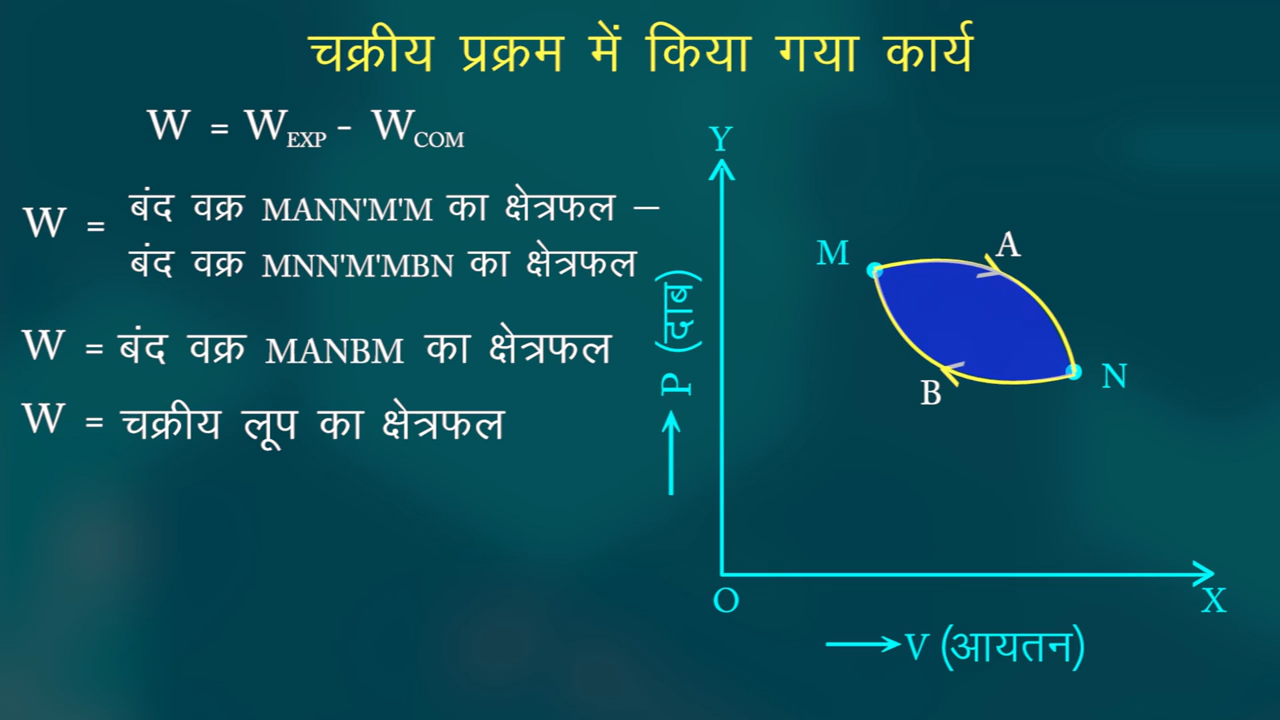 चक्रीय प्रक्रम में किया गया कार्य
W = W_EXP - W_COM
W = बंद वक्र MANN'M'M का क्षेत्रफल –
बंद वक्र MNN'M'MBN का क्षेत्रफल
W = बंद वक्र MANBM का क्षेत्रफल
W = चक्रीय लूप का क्षेत्रफल
Y
M
A
B
N
→ P (दाब)
O
X
→ V (आयतन)